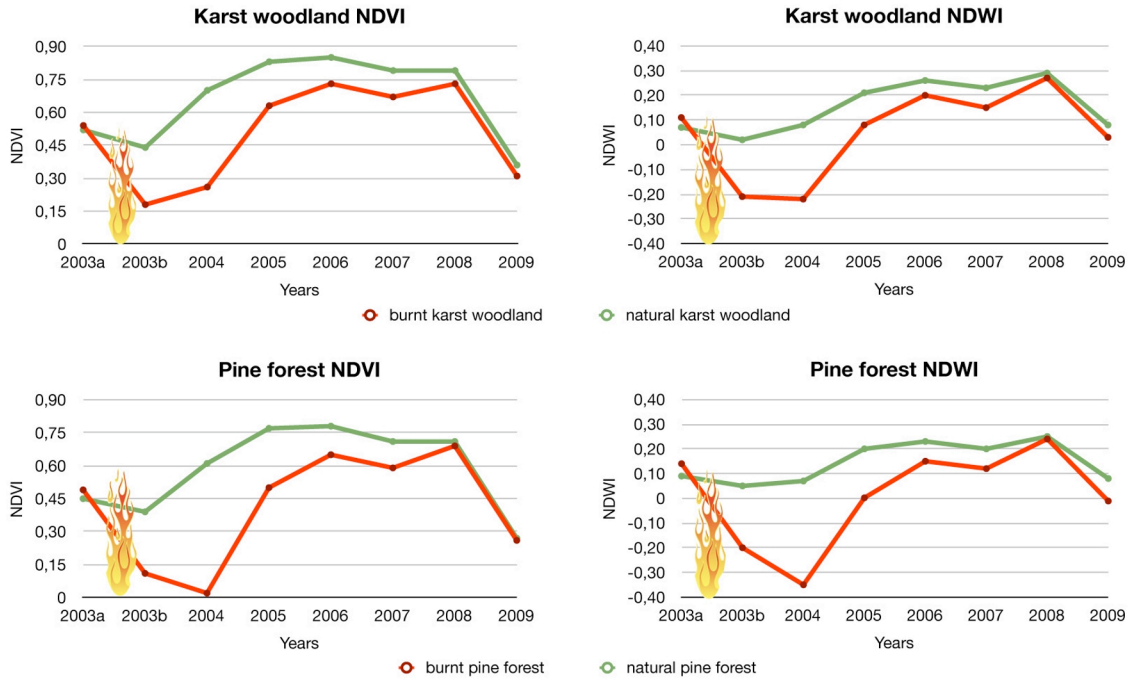 Karst woodland NDVI
0,90
0,75
0,60
0,45
0,30
0,15
0
NDVI
2003a 2003b 2004 2005 2006 2007 2008 2009
Years
Karst woodland NDWI
0,40
0,30
0,20
0,10
0
-0,10
-0,20
-0,30
-0,40
NDWI
2003a 2003b 2004 2005 2006 2007 2008 2009
Years
burnt karst woodland natural karst woodland
Pine forest NDVI
0,90
0,75
0,60
0,45
0,30
0,15
0
NDVI
2003a 2003b 2004 2005 2006 2007 2008 2009
Years
Pine forest NDWI
0,40
0,30
0,20
0,10
0
-0,10
-0,20
-0,30
-0,40
NDWI
2003a 2003b 2004 2005 2006 2007 2008 2009
Years
burnt pine forest natural pine forest